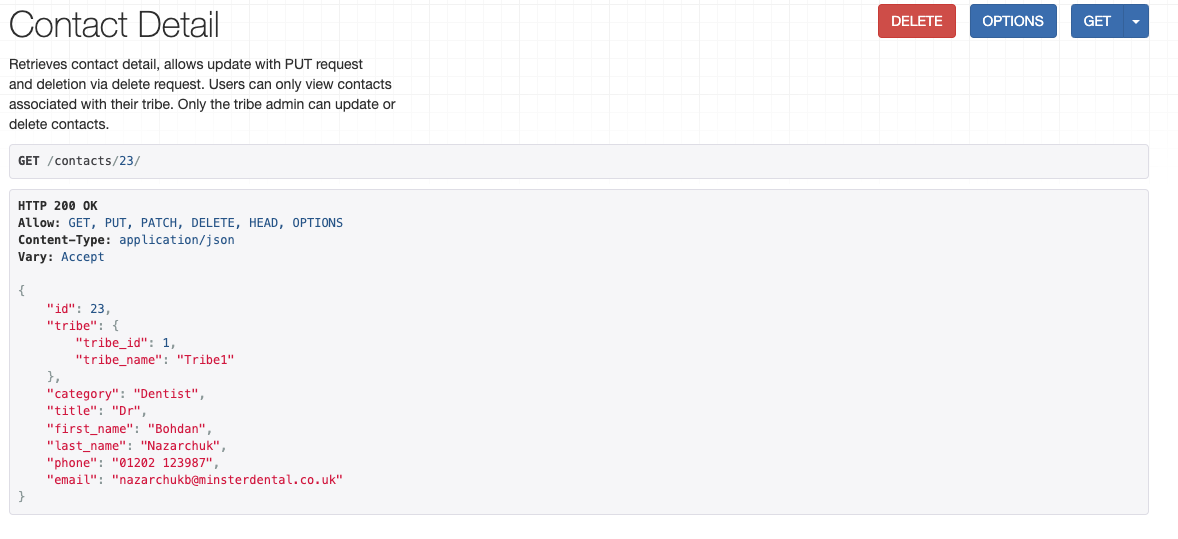 Contact Detail
DELETE
OPTIONS
GET
Retrieves contact detail, allows update with PUT request
and deletion via delete request. Users can only view contacts
associated with their tribe. Only the tribe admin can update or
delete contacts.
GET /contacts/23/
HTTP 200 OK
Allow: GET, PUT, PATCH, DELETE, HEAD, OPTIONS
Content-Type: application/json
Vary: Accept
{
    "id": 23,
    "tribe": {
        "tribe_id": 1,
        "tribe_name": "Tribe1"
    },
    "category": "Dentist",
    "title": "Dr",
    "first_name": "Bohdan",
    "last_name": "Nazarchuk",
    "phone": "01202 123987",
    "email": "nazarchukb@minsterdental.co.uk"
}